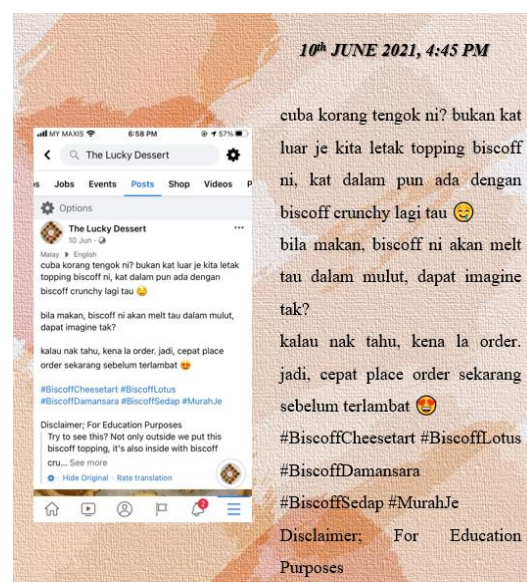 10th JUNE 2021, 4:45 PM
MY MAXIS
6:58 PM
57%
The Lucky Dessert
Jobs Events Posts Shop Videos
Options
The Lucky Dessert
10 Jun
Malay English
cuba korang tengok ni? bukan kat luar je kita letak
topping biscoff ni, kat dalam pun ada dengan
biscoff crunchy lagi tau 🤤
bila makan, biscoff ni akan melt tau dalam mulut,
dapat imagine tak?
kalau nak tahu, kena la order. jadi, cepat place
order sekarang sebelum terlambat 😍
#BiscoffCheesetart #BiscoffLotus
#BiscoffDamansara #BiscoffSedap #MurahJe
Disclaimer; For Education Purposes
Try to see this? Not only outside we put this
biscoff topping, it's also inside with biscoff
cru... See more
Hide Original · Rate translation
2
cuba korang tengok ni? bukan kat
luar je kita letak topping biscoff
ni, kat dalam pun ada dengan
biscoff crunchy lagi tau 🤤
bila makan, biscoff ni akan melt
tau dalam mulut, dapat imagine
tak?
kalau nak tahu, kena la order.
jadi, cepat place order sekarang
sebelum terlambat 😍
#BiscoffCheesetart #BiscoffLotus
#BiscoffDamansara
#BiscoffSedap #MurahJe
Disclaimer; For Education
Purposes